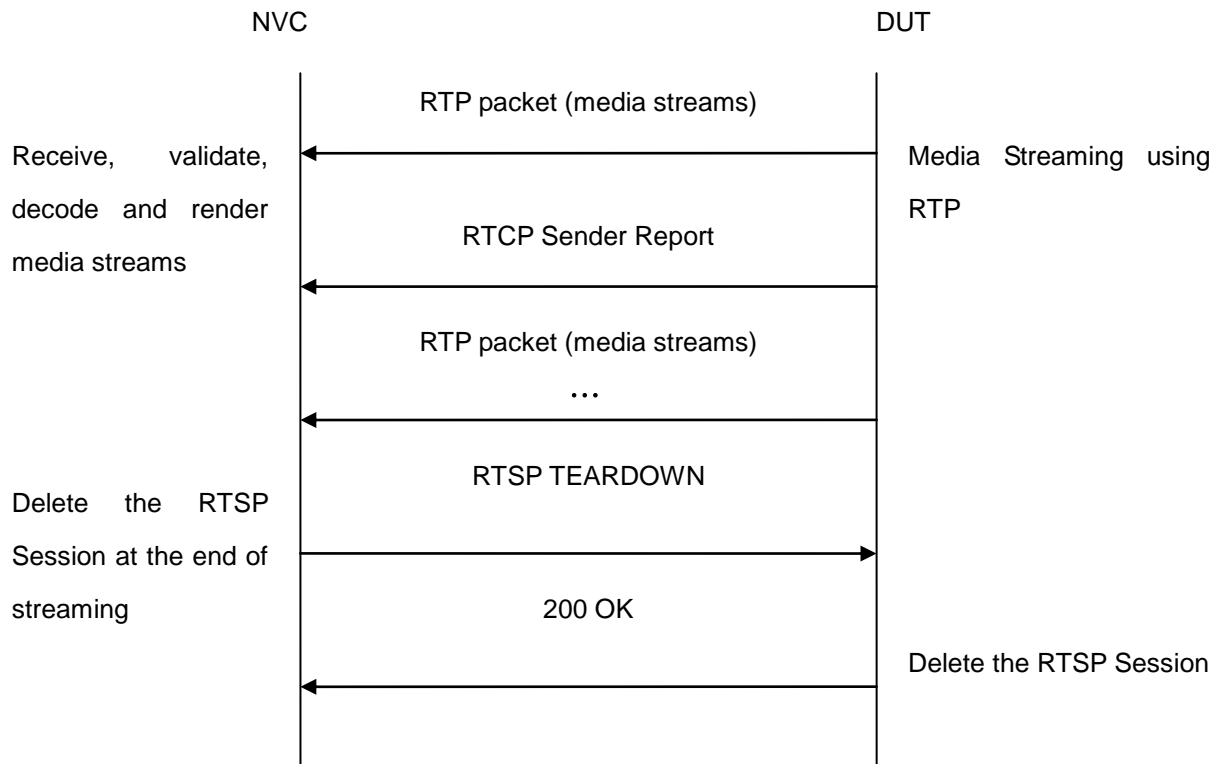 NVC
DUT
RTP packet (media streams)
Receive, validate,
decode and render
media streams
Media Streaming using
RTP
RTCP Sender Report
RTP packet (media streams)
...
RTSP TEARDOWN
Delete the RTSP
Session at the end of
streaming
200 OK
Delete the RTSP Session